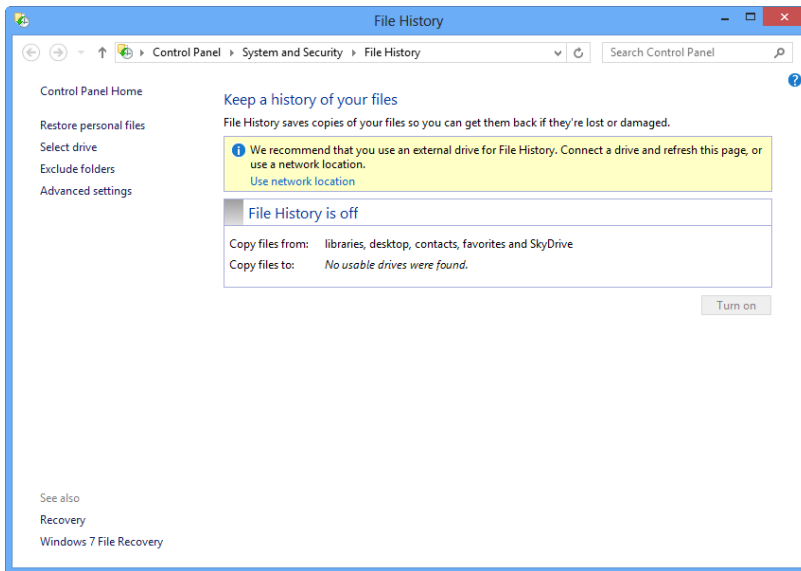 File History
Control Panel
System and Security
File History
Search Control Panel
Control Panel Home
Restore personal files
Select drive
Exclude folders
Advanced settings
Keep a history of your files
File History saves copies of your files so you can get them back if they're lost or damaged.
We recommend that you use an external drive for File History. Connect a drive and refresh this page, or
use a network location.
Use network location
File History is off
Copy files from: libraries, desktop, contacts, favorites and SkyDrive
Copy files to: No usable drives were found.
Turn on
See also
Recovery
Windows 7 File Recovery